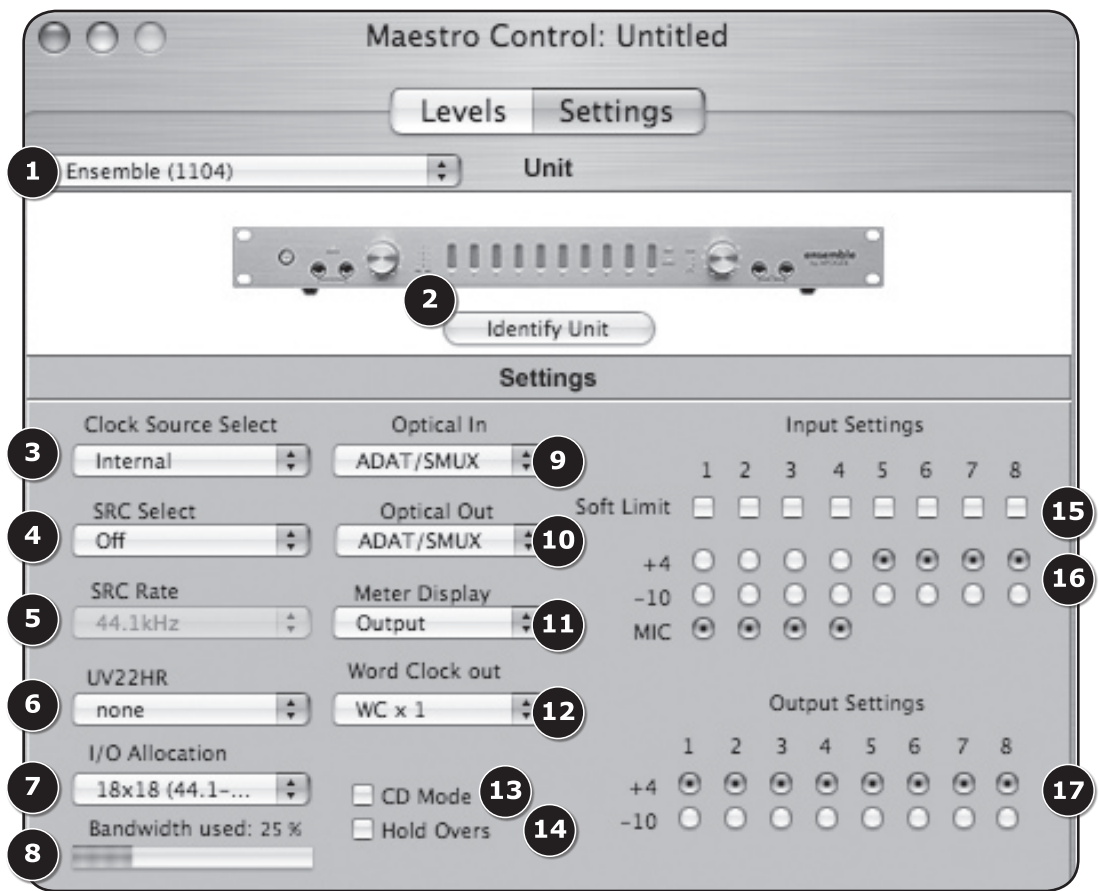 Maestro Control: Untitled
Levels Settings
1 Ensemble (1104) Unit
ensemble
2
Identify Unit
Settings
Clock Source Select Optical In Input Settings
3 Internal ADAT/SMUX 9
1 2 3 4 5 6 7 8
SRC Select Optical Out Soft Limit 15
4 Off ADAT/SMUX 10
+4
16
SRC Rate Meter Display -10
5 44.1kHz Output 11 MIC
UV22HR Word Clock out
6 none WC x 1 12 Output Settings
I/O Allocation 1 2 3 4 5 6 7 8
7 18x18 (44.1-... CD Mode 13 +4 17
Bandwidth used: 25 % Hold Overs 14 -10
8